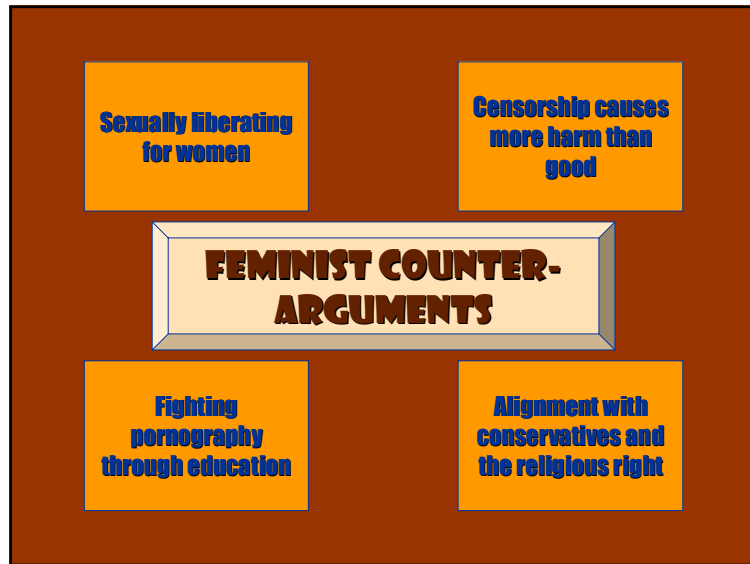 Sexually liberating
for women
Censorship causes
more harm than
good
FEMINIST COUNTER-
ARGUMENTS
Fighting
pornography
through education
Alignment with
conservatives and
the religious right